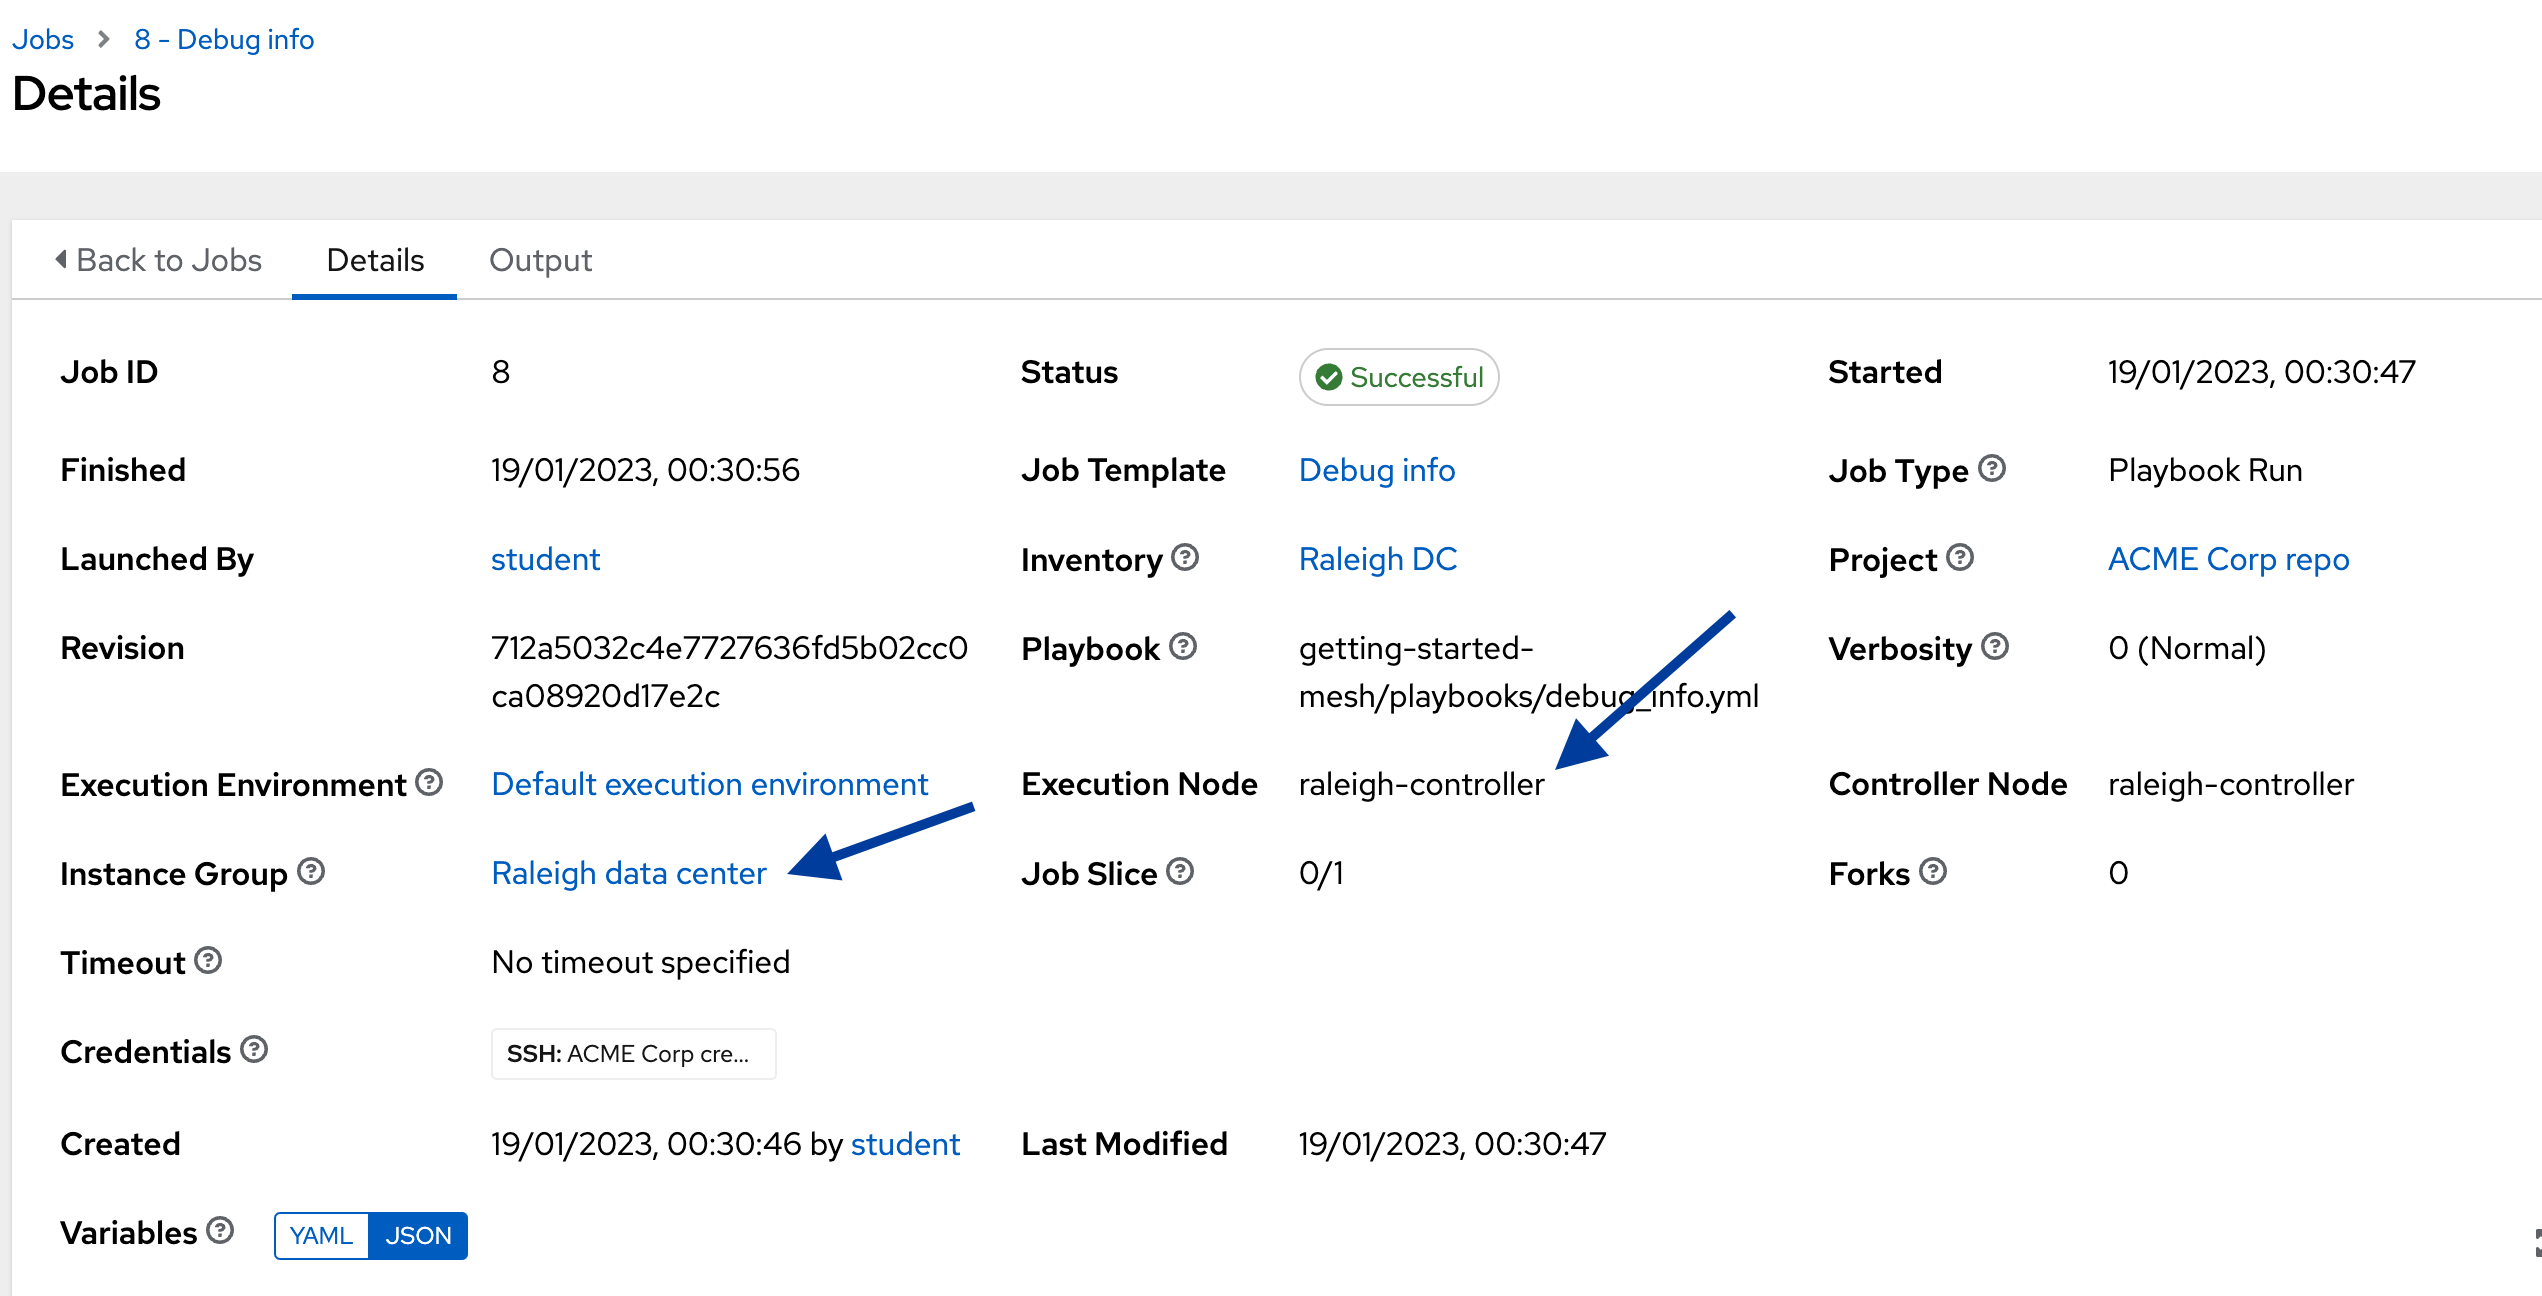 Jobs > 8 - Debug info
Details
Back to Jobs Details Output
Job ID 8 Status Successful Started 19/01/2023, 00:30:47
Finished 19/01/2023, 00:30:56 Job Template Debug info Job Type Playbook Run
Launched By student Inventory Raleigh DC Project ACME Corp repo
Revision 712a5032c4e7727636fd5b02cc0 Playbook getting-started- Verbosity 0 (Normal)
ca08920d17e2c mesh/playbooks/debug_info.yml
Execution Environment Default execution environment Execution Node raleigh-controller Controller Node raleigh-controller
Instance Group Raleigh data center Job Slice 0/1 Forks 0
Timeout No timeout specified
Credentials SSH: ACME Corp cre...
Created 19/01/2023, 00:30:46 by student Last Modified 19/01/2023, 00:30:47
Variables YAML JSON